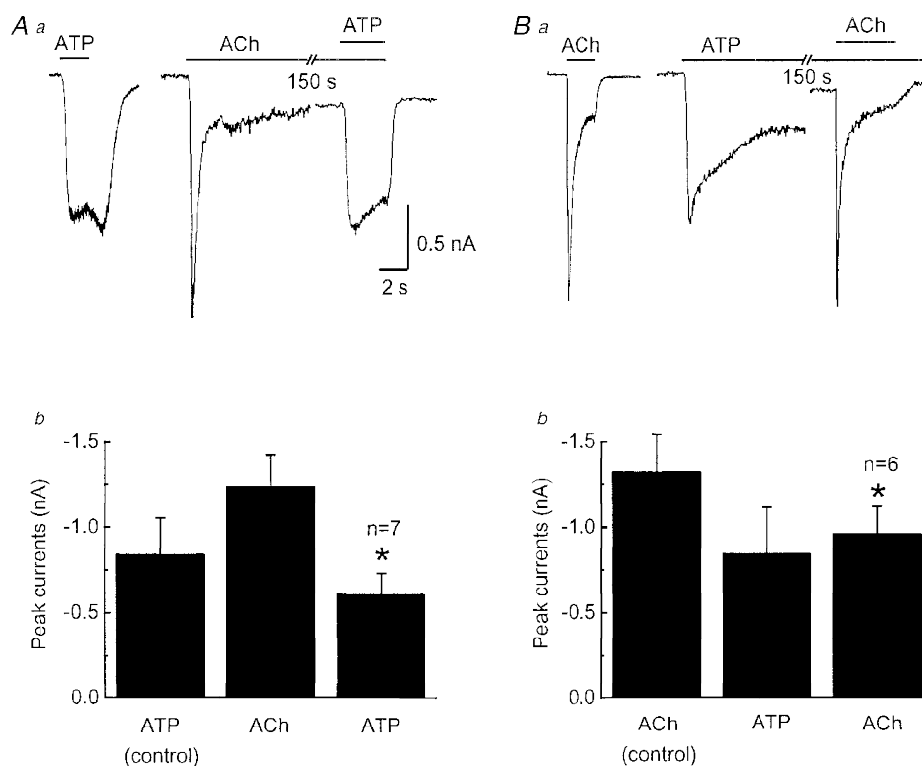 A a
ATP
ACh
ATP
150 s
0.5 nA
2 s
B a
ACh
ATP
ACh
150 s
b
-1.5
-1.0
-0.5
0.0
Peak currents (nA)
n=7
*
ATP
(control)
ACh
ATP
b
-1.5
-1.0
-0.5
0.0
Peak currents (nA)
n=6
*
ACh
(control)
ATP
ACh